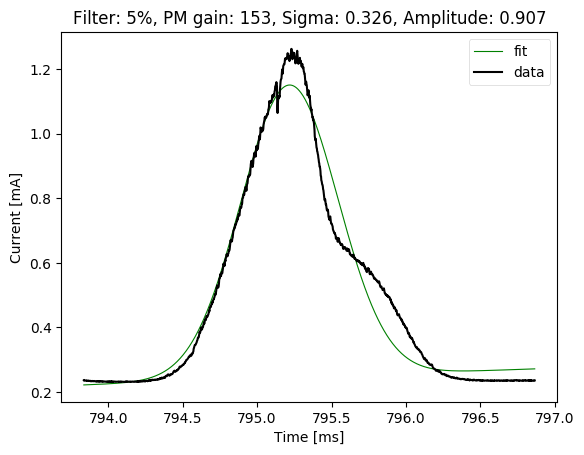 Filter: 5%, PM gain: 153, Sigma: 0.326, Amplitude: 0.907
fit
data
1.2
1.0
0.8
0.6
0.4
0.2
Current [mA]
794.0 794.5 795.0 795.5 796.0 796.5 797.0
Time [ms]